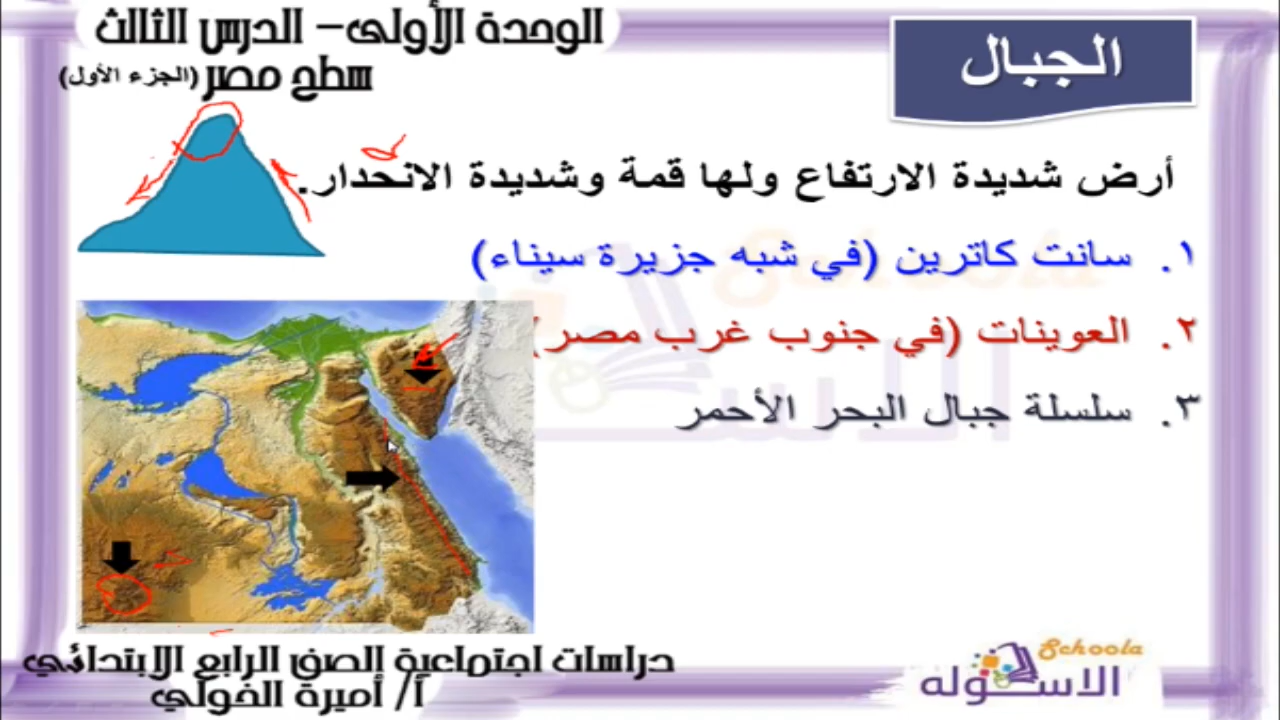 الوحدة الأولى- الدرس الثالث
سطح مصر (الجزء الأول)
الجبال
أرض شديدة الارتفاع ولها قمة وشديدة الانحدار.
١. سانت كاترين (في شبه جزيرة سيناء)
٢. العوينات (في جنوب غرب مصر)
٣. سلسلة جبال البحر الأحمر
دراسات اجتماعية الصف الرابع الابتدائي
أ/ أميرة الخولي
Schoola
الاسكوله